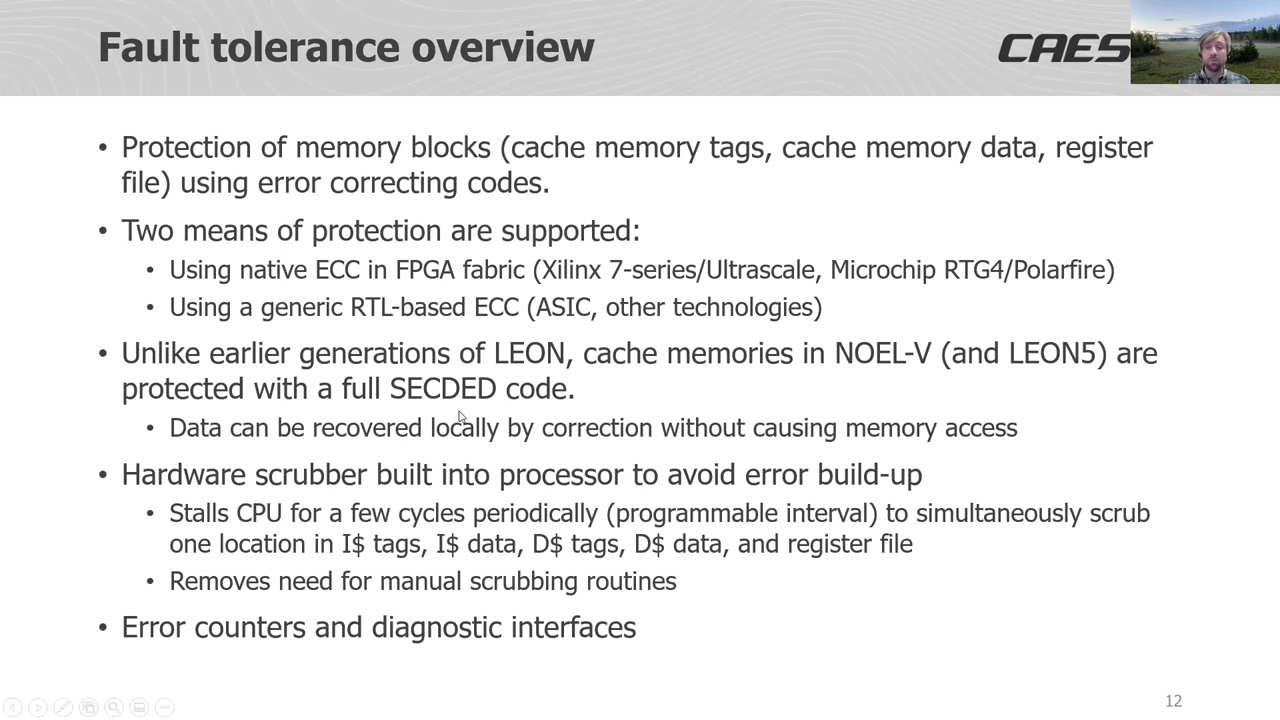 Fault tolerance overview
CAES
• Protection of memory blocks (cache memory tags, cache memory data, register
file) using error correcting codes.
• Two means of protection are supported:
• Using native ECC in FPGA fabric (Xilinx 7-series/Ultrascale, Microchip RTG4/Polarfire)
• Using a generic RTL-based ECC (ASIC, other technologies)
• Unlike earlier generations of LEON, cache memories in NOEL-V (and LEON5) are
protected with a full SECDED code.
• Data can be recovered locally by correction without causing memory access
• Hardware scrubber built into processor to avoid error build-up
• Stalls CPU for a few cycles periodically (programmable interval) to simultaneously scrub
one location in I$ tags, I$ data, D$ tags, D$ data, and register file
• Removes need for manual scrubbing routines
• Error counters and diagnostic interfaces
12